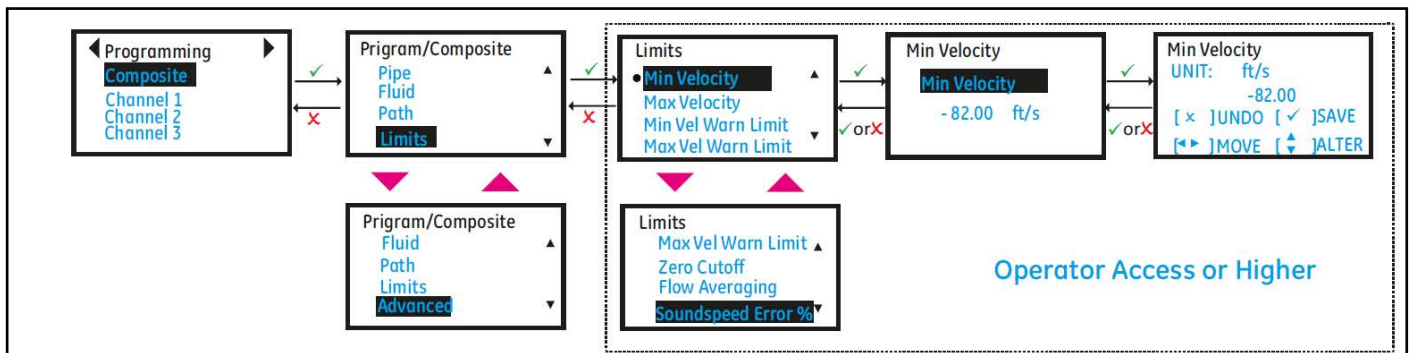 Programming
Composite
Channel 1
Channel 2
Channel 3
✓
✗
Prigram/Composite
Pipe
Fluid
Path
Limits
✓
✗
Limits
Min Velocity
Max Velocity
Min Vel Warn Limit
Max Vel Warn Limit
✓
✓or✗
Min Velocity
Min Velocity
- 82.00 ft/s
✓
✓or✗
Min Velocity
UNIT: ft/s
-82.00
[ x ]UNDO [ ✓ ]SAVE
[◄ ► ]MOVE [ ▲▼ ]ALTER
Prigram/Composite
Fluid
Path
Limits
Advanced
Limits
Max Vel Warn Limit
Zero Cutoff
Flow Averaging
Soundspeed Error %
Operator Access or Higher